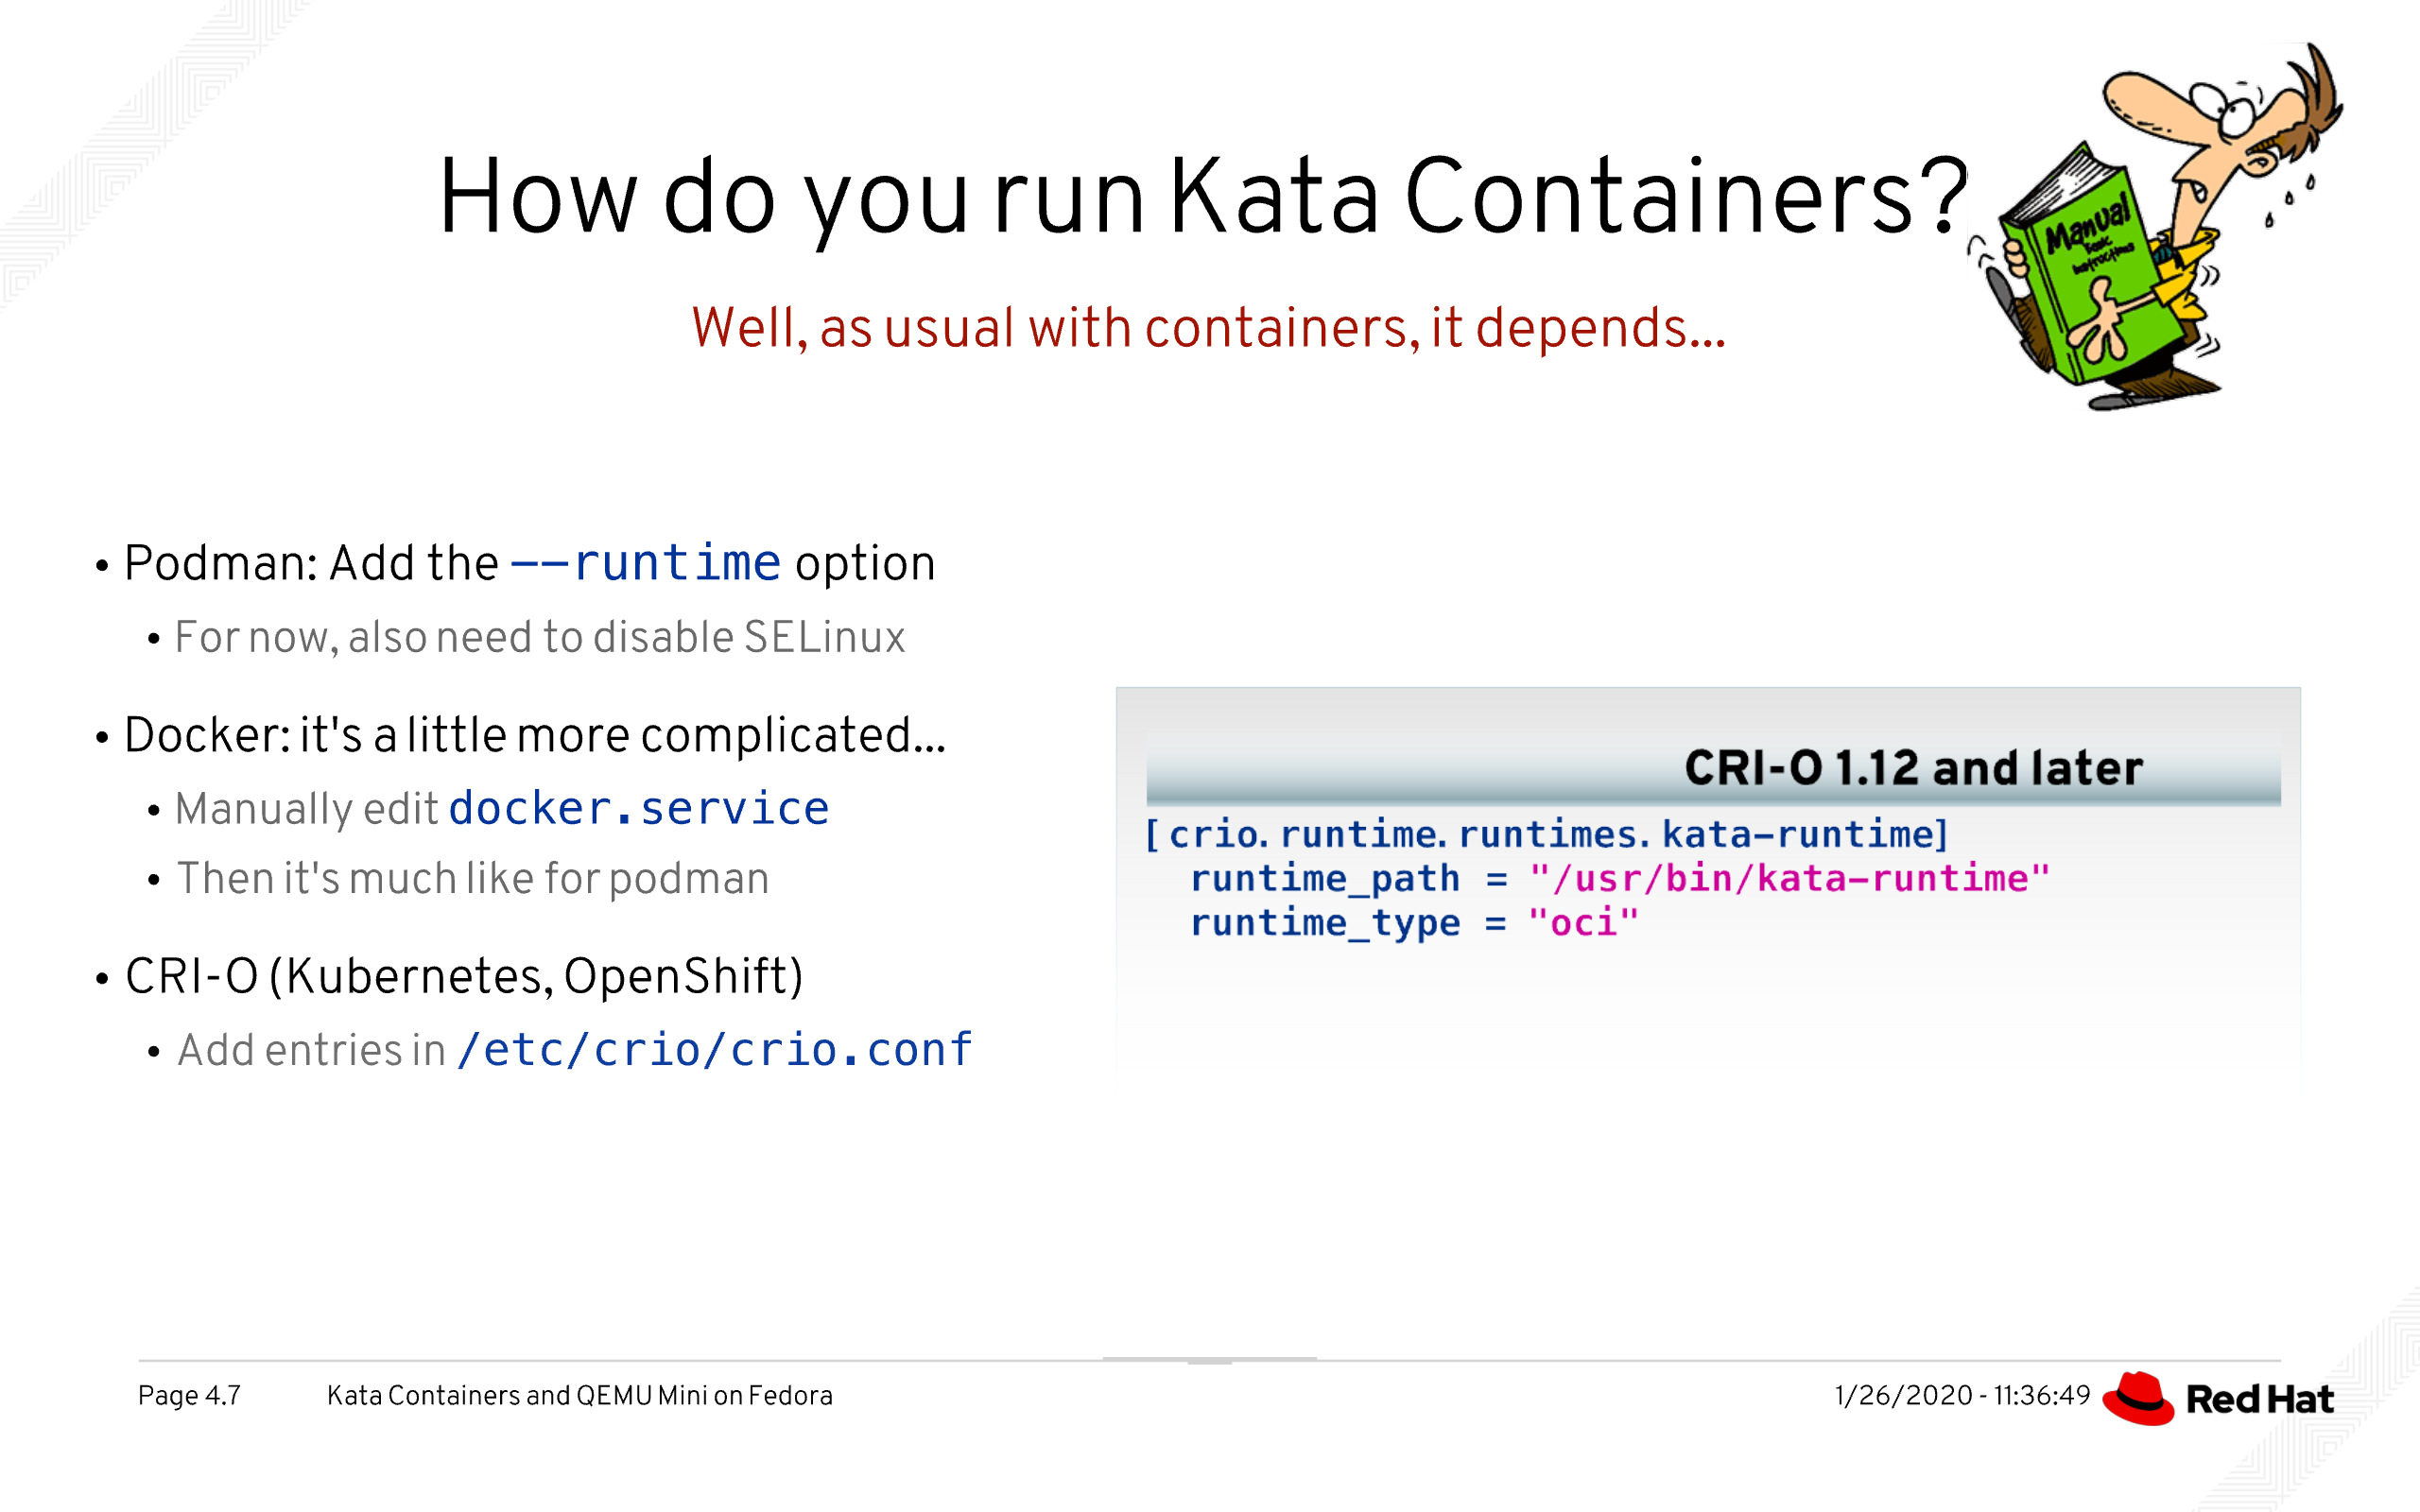 How do you run Kata Containers?
Well, as usual with containers, it depends...
Manual
Basic
Instructions
• Podman: Add the --runtime option
• For now, also need to disable SELinux
• Docker: it's a little more complicated...
• Manually edit docker.service
• Then it's much like for podman
• CRI-O (Kubernetes, OpenShift)
• Add entries in /etc/crio/crio.conf
CRI-O 1.12 and later
[crio.runtime.runtimes.kata-runtime]
runtime_path = "/usr/bin/kata-runtime"
runtime_type = "oci"
Page 4.7 Kata Containers and QEMU Mini on Fedora 1/26/2020 - 11:36:49 Red Hat